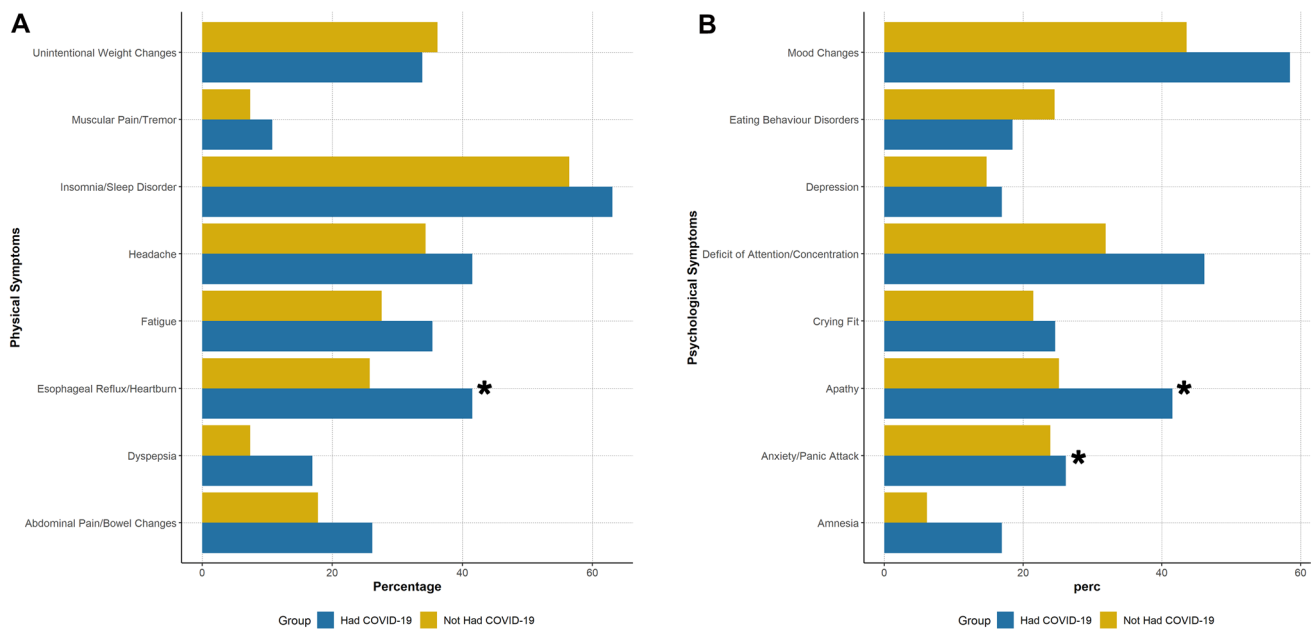 A
Physical Symptoms
Unintentional Weight Changes
Muscular Pain/Tremor
Insomnia/Sleep Disorder
Headache
Fatigue
Esophageal Reflux/Heartburn
*
Dyspepsia
Abdominal Pain/Bowel Changes
0 20 40 60
Percentage
Group Had COVID-19 Not Had COVID-19
B
Psychological Symptoms
Mood Changes
Eating Behaviour Disorders
Depression
Deficit of Attention/Concentration
Crying Fit
Apathy
*
Anxiety/Panic Attack
*
Amnesia
0 20 40 60
perc
Group Had COVID-19 Not Had COVID-19